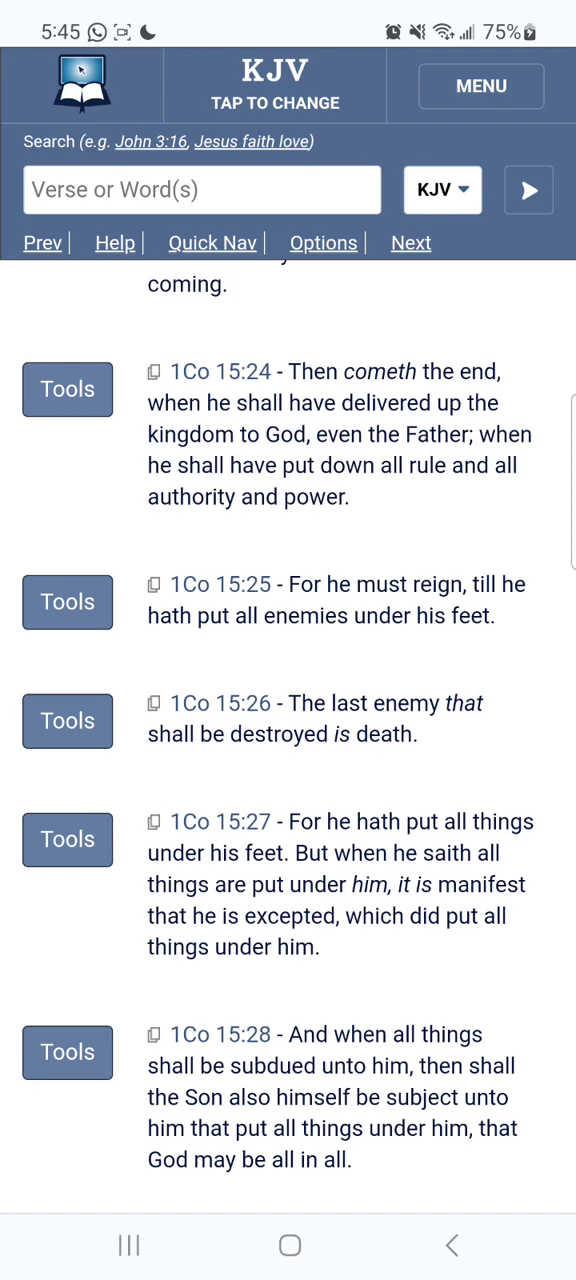 5:45 75%
KJV
TAP TO CHANGE
MENU
Search (e.g. John 3:16, Jesus faith love)
Verse or Word(s)
KJV
Prev | Help | Quick Nav | Options | Next
coming.
Tools
1Co 15:24 - Then cometh the end,
when he shall have delivered up the
kingdom to God, even the Father; when
he shall have put down all rule and all
authority and power.
Tools
1Co 15:25 - For he must reign, till he
hath put all enemies under his feet.
Tools
1Co 15:26 - The last enemy that
shall be destroyed is death.
Tools
1Co 15:27 - For he hath put all things
under his feet. But when he saith all
things are put under him, it is manifest
that he is excepted, which did put all
things under him.
Tools
1Co 15:28 - And when all things
shall be subdued unto him, then shall
the Son also himself be subject unto
him that put all things under him, that
God may be all in all.